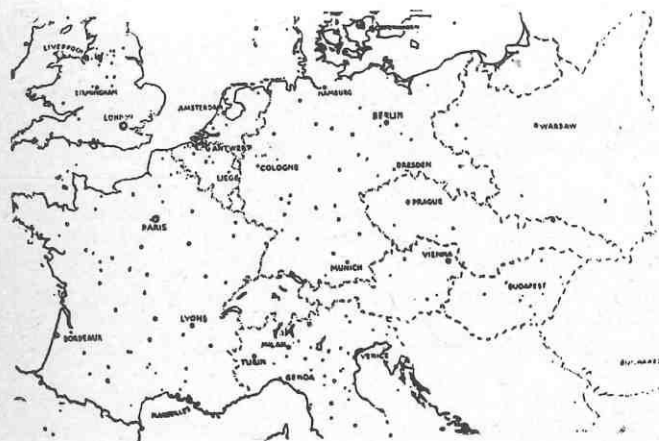 COPENHAGEN
LIVERPOOL
BIRMINGHAM
LONDON
AMSTERDAM
HAMBURG
BERLIN
WARSAW
ANTWERP
COLOGNE
LIEGE
DRESDEN
PRAGUE
PARIS
VIENNA
MUNICH
BUDAPEST
LYONS
BORDEAUX
MILAN
TURIN
VENICE
GENOA
MARSEILLES